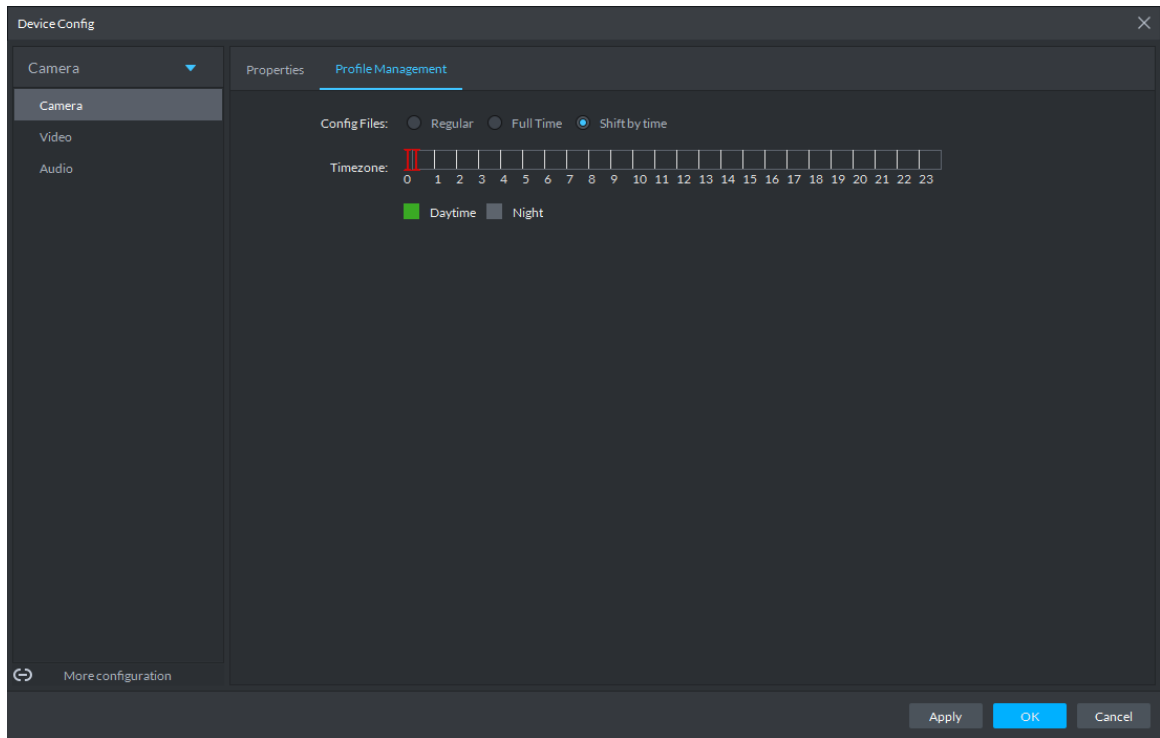 Device Config
Camera
Properties Profile Management
Camera
Video
Audio
Config Files: Regular Full Time Shift by time
Timezone:
0 1 2 3 4 5 6 7 8 9 10 11 12 13 14 15 16 17 18 19 20 21 22 23
Daytime Night
More configuration
Apply OK Cancel